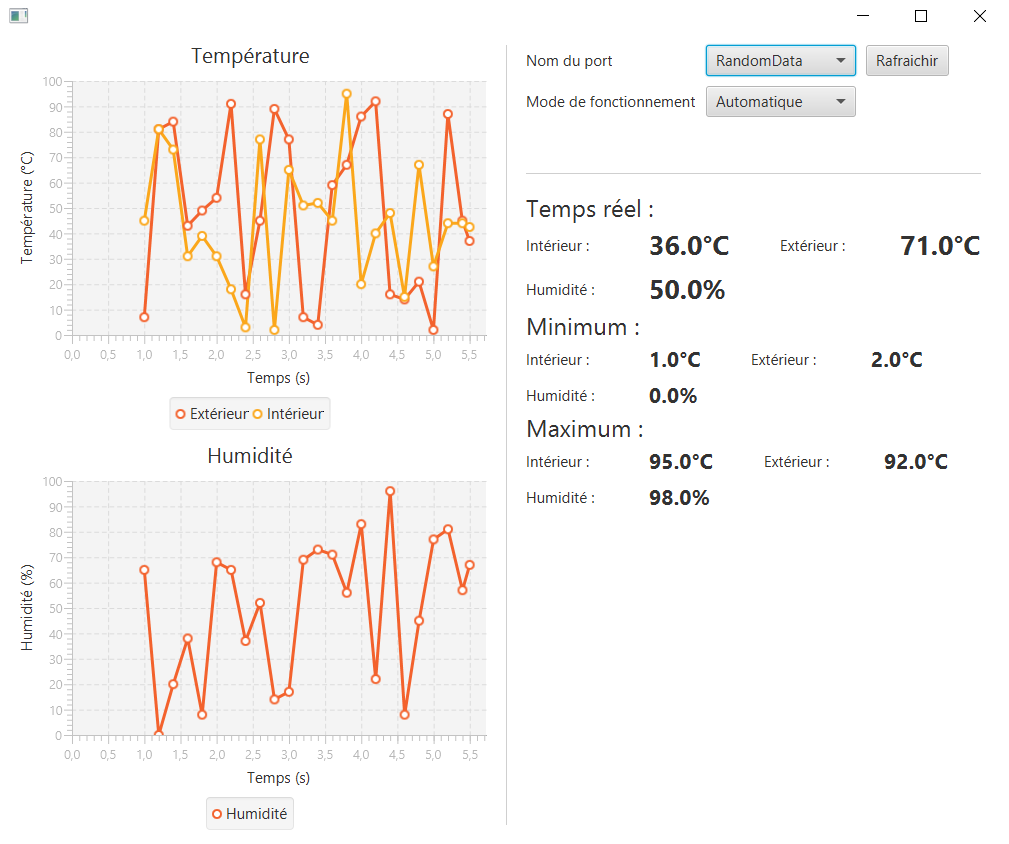 Température
Température (°C)
100
90
80
70
60
50
40
30
20
10
0
0,0 0,5 1,0 1,5 2,0 2,5 3,0 3,5 4,0 4,5 5,0 5,5
Temps (s)
Extérieur Intérieur
Humidité
Humidité (%)
100
90
80
70
60
50
40
30
20
10
0
0,0 0,5 1,0 1,5 2,0 2,5 3,0 3,5 4,0 4,5 5,0 5,5
Temps (s)
Humidité
Nom du port RandomData Rafraichir
Mode de fonctionnement Automatique
Temps réel :
Intérieur : 36.0°C Extérieur : 71.0°C
Humidité : 50.0%
Minimum :
Intérieur : 1.0°C Extérieur : 2.0°C
Humidité : 0.0%
Maximum :
Intérieur : 95.0°C Extérieur : 92.0°C
Humidité : 98.0%